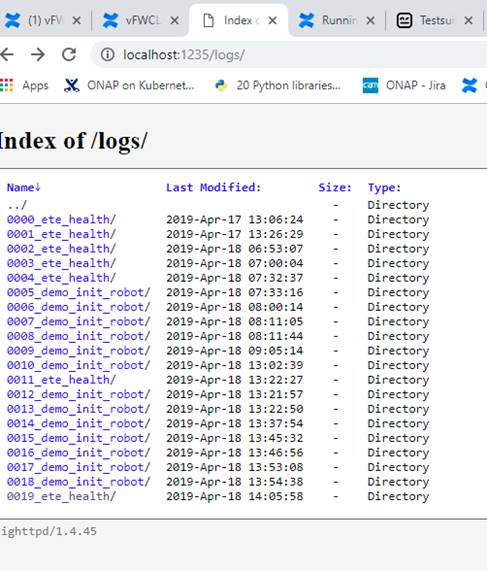 (1) vFW vFWCL Index o Runnin Testsui
localhost:1235/logs/
Apps ONAP on Kubernet... 20 Python libraries... ONAP - Jira
Index of /logs/
Name↓ Last Modified: Size: Type:
../ - Directory
0000_ete_health/ 2019-Apr-17 13:06:24 - Directory
0001_ete_health/ 2019-Apr-17 13:26:29 - Directory
0002_ete_health/ 2019-Apr-18 06:53:07 - Directory
0003_ete_health/ 2019-Apr-18 07:00:04 - Directory
0004_ete_health/ 2019-Apr-18 07:32:37 - Directory
0005_demo_init_robot/ 2019-Apr-18 07:33:16 - Directory
0006_demo_init_robot/ 2019-Apr-18 08:00:14 - Directory
0007_demo_init_robot/ 2019-Apr-18 08:11:05 - Directory
0008_demo_init_robot/ 2019-Apr-18 08:11:44 - Directory
0009_demo_init_robot/ 2019-Apr-18 09:05:14 - Directory
0010_demo_init_robot/ 2019-Apr-18 13:02:39 - Directory
0011_ete_health/ 2019-Apr-18 13:22:27 - Directory
0012_demo_init_robot/ 2019-Apr-18 13:21:57 - Directory
0013_demo_init_robot/ 2019-Apr-18 13:22:50 - Directory
0014_demo_init_robot/ 2019-Apr-18 13:37:54 - Directory
0015_demo_init_robot/ 2019-Apr-18 13:45:32 - Directory
0016_demo_init_robot/ 2019-Apr-18 13:46:56 - Directory
0017_demo_init_robot/ 2019-Apr-18 13:53:08 - Directory
0018_demo_init_robot/ 2019-Apr-18 13:54:38 - Directory
0019_ete_health/ 2019-Apr-18 14:05:58 - Directory
ighttpd/1.4.45